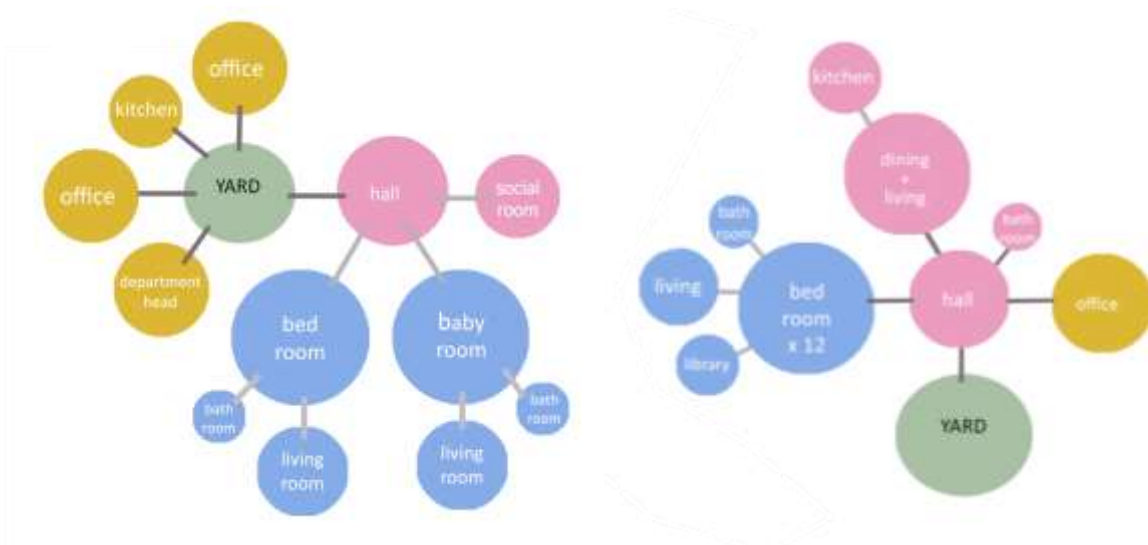 office
kitchen
office
YARD
hall
social
room
department
head
bed
room
baby
room
bath
room
living
room
living
room
bath
room
kitchen
dining
+
living
bath
room
bath
room
living
bed
room
x 12
hall
office
library
YARD